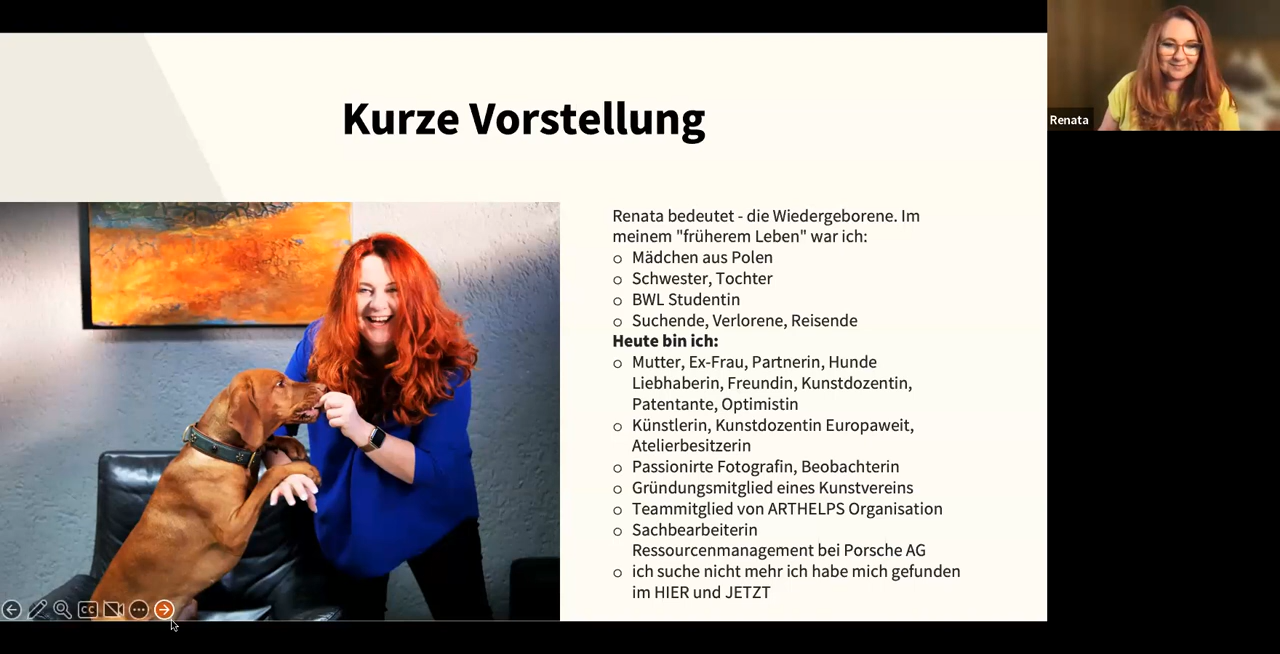 Kurze Vorstellung
Renata
Renata bedeutet - die Wiedergeborene. Im
meinem "früherem Leben" war ich:
o Mädchen aus Polen
o Schwester, Tochter
o BWL Studentin
o Suchende, Verlorene, Reisende
Heute bin ich:
o Mutter, Ex-Frau, Partnerin, Hunde
Liebhaberin, Freundin, Kunstdozentin,
Patentante, Optimistin
o Künstlerin, Kunstdozentin Europaweit,
Atelierbesitzerin
o Passionirte Fotografin, Beobachterin
o Gründungsmitglied eines Kunstvereins
o Teammitglied von ARTHELPS Organisation
o Sachbearbeiterin
Ressourcenmanagement bei Porsche AG
o ich suche nicht mehr ich habe mich gefunden
im HIER und JETZT
CC